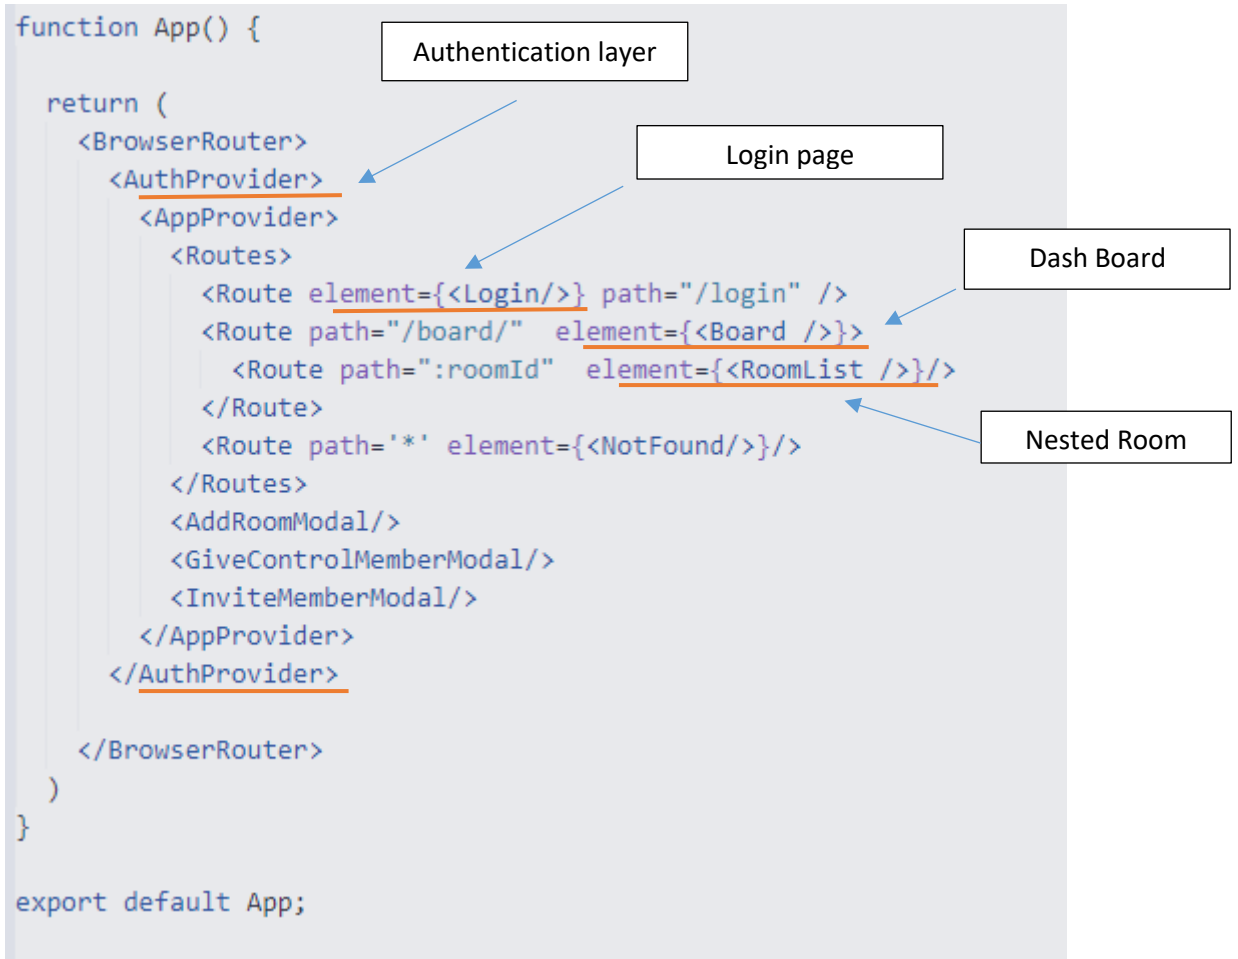 function App() {
Authentication layer
return (
<BrowserRouter>
Login page
<AuthProvider>
<AppProvider>
<Routes>
Dash Board
<Route element={<Login/>} path="/login" />
<Route path="/board/"  element={<Board />}>
<Route path=":roomId"  element={<RoomList />}/>
</Route>
Nested Room
<Route path='*' element={<NotFound/>}/>
</Routes>
<AddRoomModal/>
<GiveControlMemberModal/>
<InviteMemberModal/>
</AppProvider>
</AuthProvider>
</BrowserRouter>
)
}
export default App;